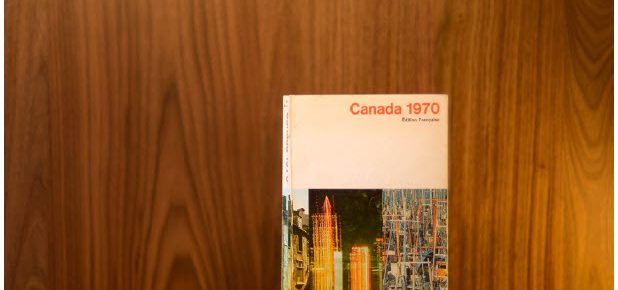 Canada 1970
Édition Française